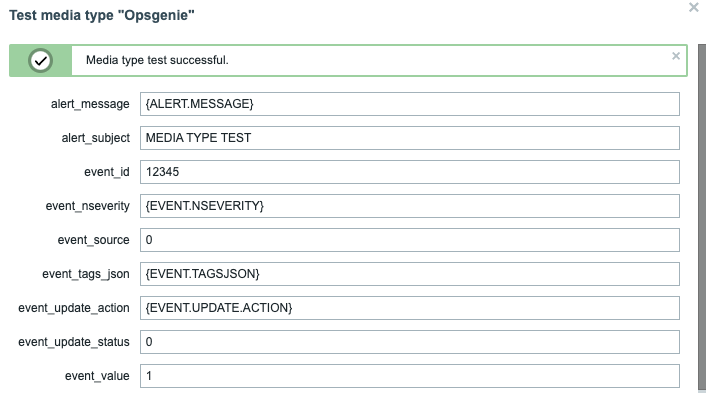 Test media type "Opsgenie"
Media type test successful.
alert_message {ALERT.MESSAGE}
alert_subject MEDIA TYPE TEST
event_id 12345
event_nseverity {EVENT.NSEVERITY}
event_source 0
event_tags_json {EVENT.TAGSJSON}
event_update_action {EVENT.UPDATE.ACTION}
event_update_status 0
event_value 1